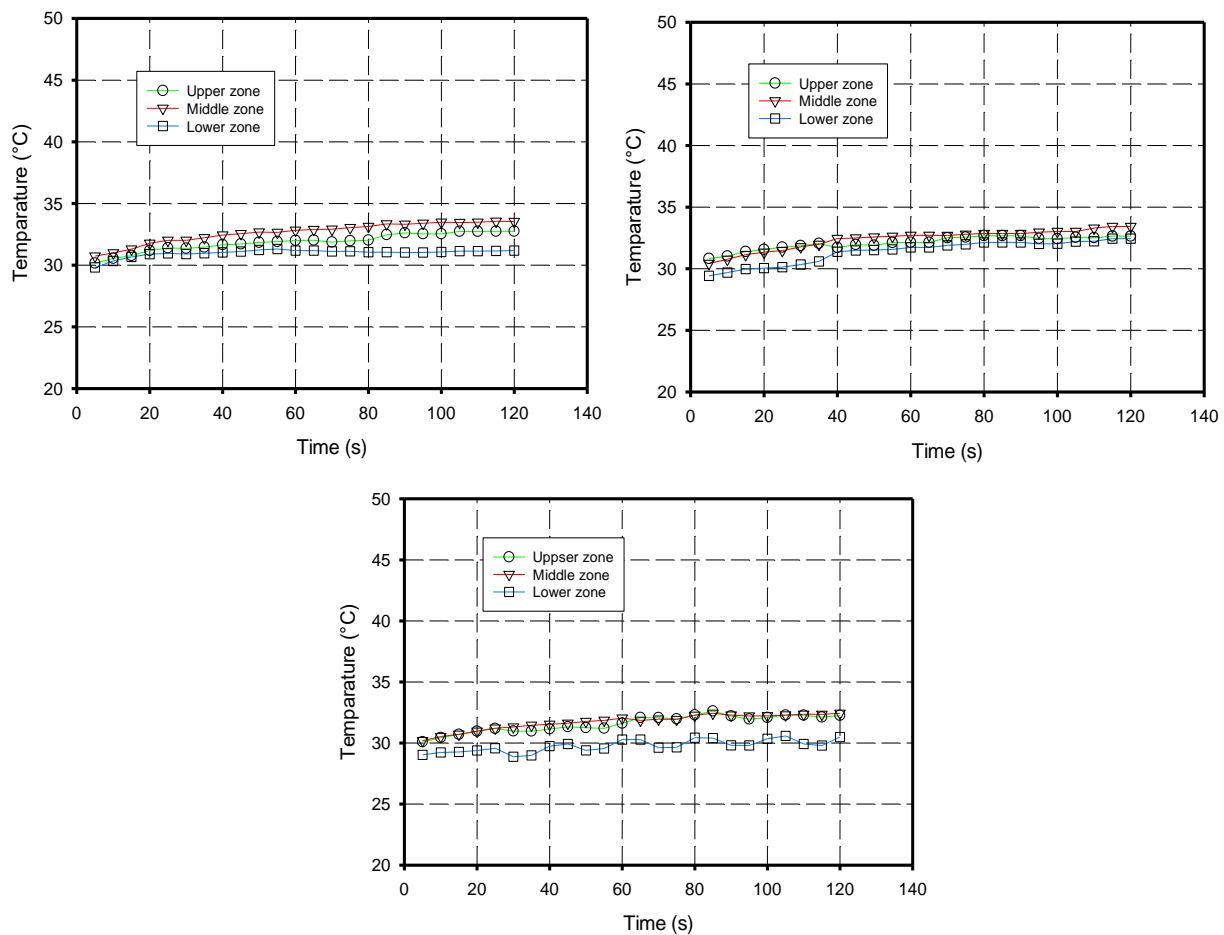 50
45
40
35
30
25
20
Temparature (°C)
Upper zone
Middle zone
Lower zone
0 20 40 60 80 100 120 140
Time (s)
50
45
40
35
30
25
20
Temparature (°C)
Upper zone
Middle zone
Lower zone
0 20 40 60 80 100 120 140
Time (s)
50
45
40
35
30
25
20
Temparature (°C)
Uppser zone
Middle zone
Lower zone
0 20 40 60 80 100 120 140
Time (s)